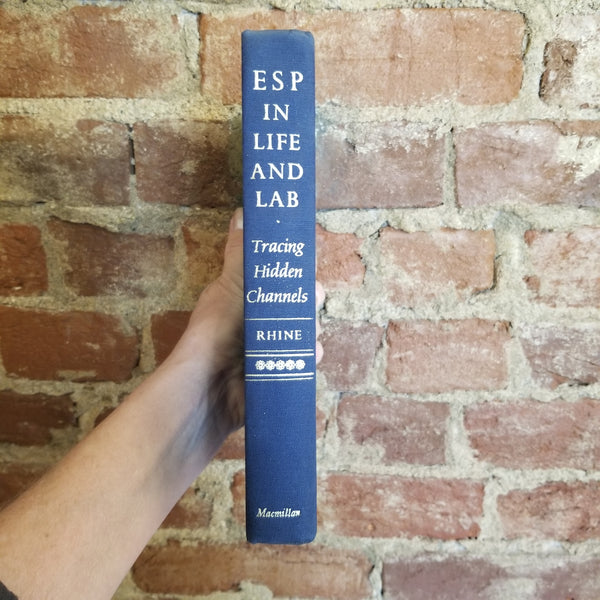 ESP
IN
LIFE
AND
LAB
Tracing
Hidden
Channels
RHINE
Macmillan